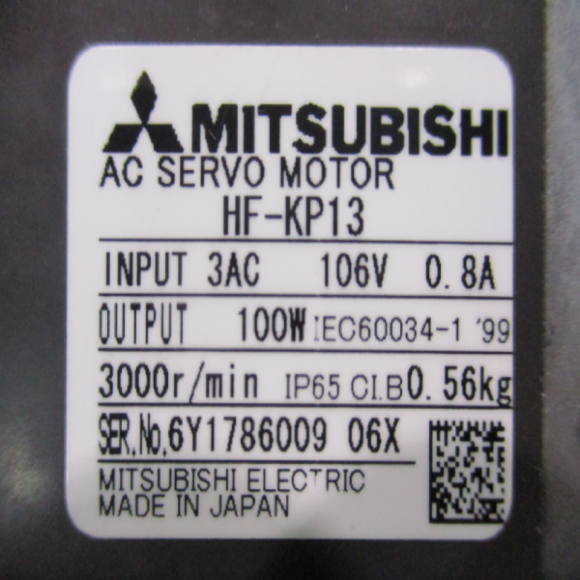 MITSUBISHI
AC SERVO MOTOR
HF-KP13
INPUT 3AC 106V 0.8A
OUTPUT 100W IEC60034-1 '99
3000r/min IP65 CI.B 0.56kg
SER.No.6Y1786009 06X
MITSUBISHI ELECTRIC
MADE IN JAPAN